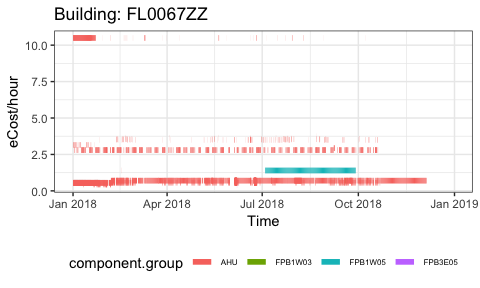 Building: FL0067ZZ
eCost/hour
10.0
7.5
5.0
2.5
0.0
Jan 2018 Apr 2018 Jul 2018 Oct 2018 Jan 2019
Time
component.group AHU FPB1W03 FPB1W05 FPB3E05